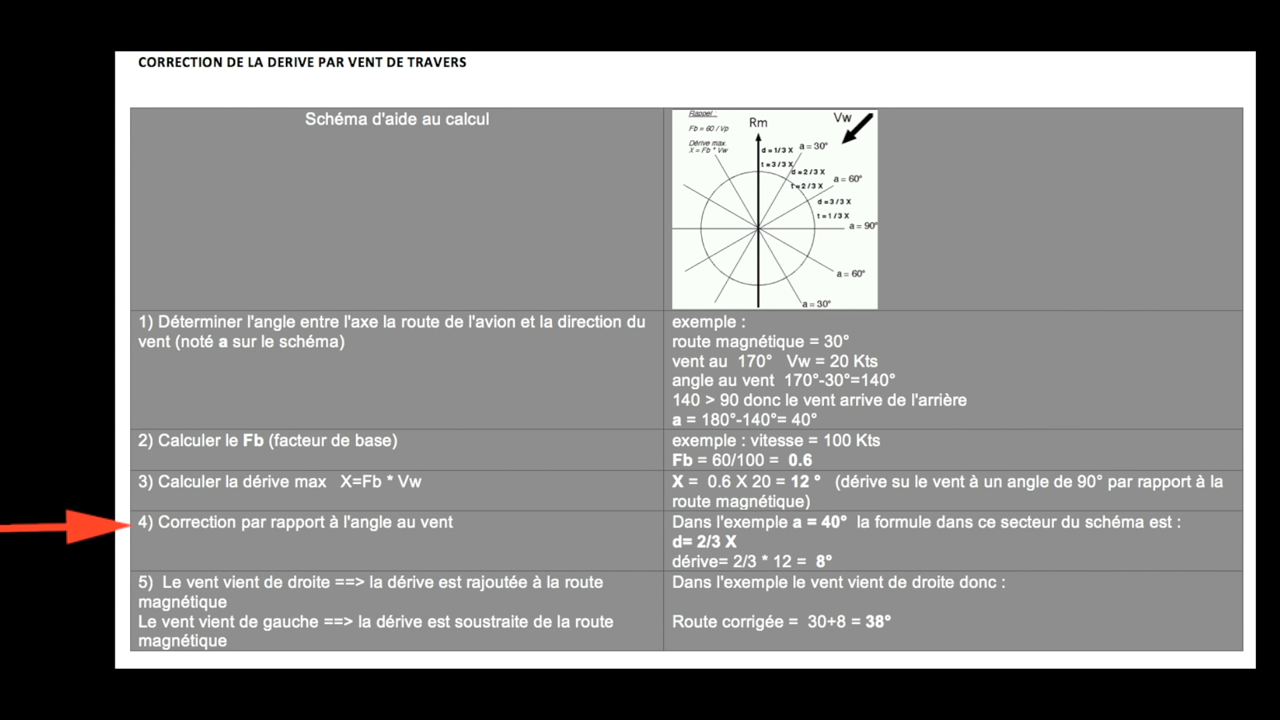 CORRECTION DE LA DERIVE PAR VENT DE TRAVERS
Schéma d'aide au calcul
Rappel :
Fb = 60 / Vp
Dérive max
X = Fb * Vw
Rm
Vw
d = 1/3 X
a = 30°
t = 3/3 X
d = 2/3 X
a = 60°
t = 2/3 X
d = 3/3 X
t = 1/3 X
a = 90°
a = 60°
a = 30°
1) Déterminer l'angle entre l'axe la route de l'avion et la direction du
vent (noté a sur le schéma)
exemple :
route magnétique = 30°
vent au 170° Vw = 20 Kts
angle au vent 170°-30°=140°
140 > 90 donc le vent arrive de l'arrière
a = 180°-140°= 40°
2) Calculer le Fb (facteur de base)
exemple : vitesse = 100 Kts
Fb = 60/100 = 0.6
3) Calculer la dérive max X=Fb * Vw
X = 0.6 X 20 = 12 ° (dérive su le vent à un angle de 90° par rapport à la
route magnétique)
4) Correction par rapport à l'angle au vent
Dans l'exemple a = 40° la formule dans ce secteur du schéma est :
d= 2/3 X
dérive= 2/3 * 12 = 8°
5) Le vent vient de droite ==> la dérive est rajoutée à la route
magnétique
Le vent vient de gauche ==> la dérive est soustraite de la route
magnétique
Dans l'exemple le vent vient de droite donc :
Route corrigée = 30+8 = 38°